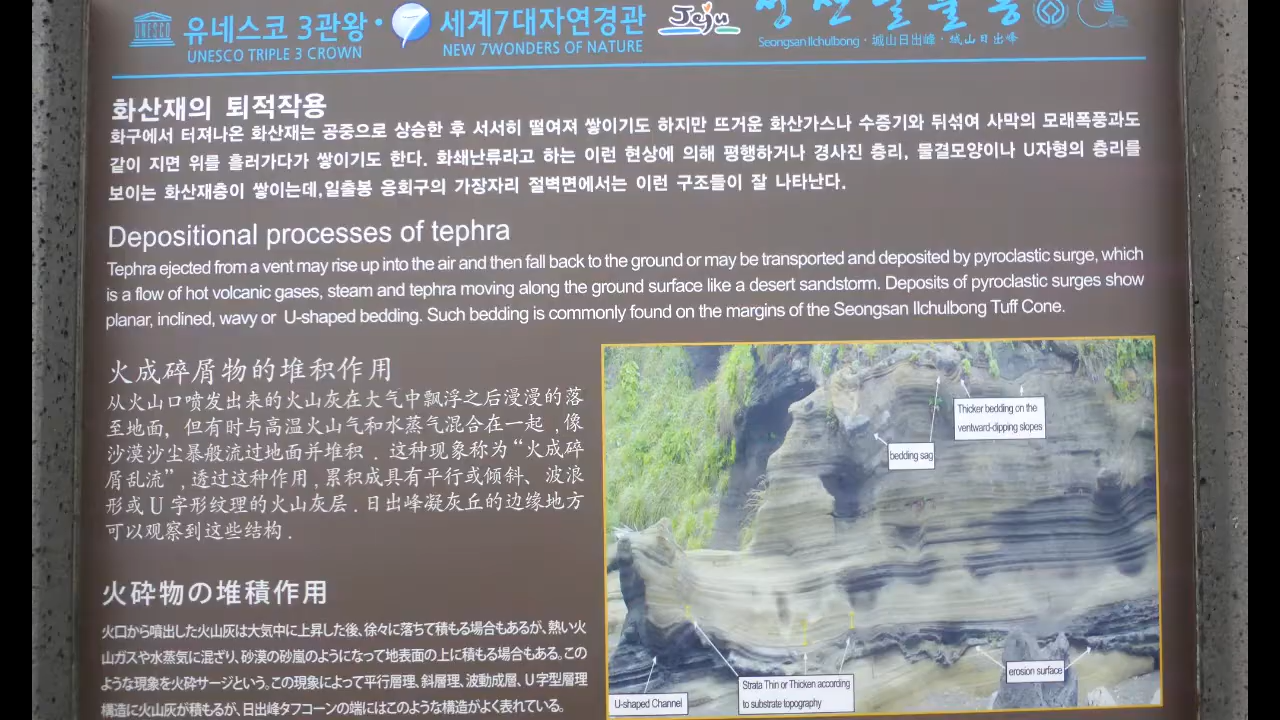 UNESCO
유네스코 3관왕·
UNESCO TRIPLE 3 CROWN
7
세계7대자연경관
NEW 7WONDERS OF NATURE
Jeju
성산일출봉
Seongsan Ilchulbong · 城山日出峰 · 城山日出峰
화산재의 퇴적작용
화구에서 터져나온 화산재는 공중으로 상승한 후 서서히 떨여져 쌓이기도 하지만 뜨거운 화산가스나 수증기와 뒤섞여 사막의 모래폭풍과도
같이 지면 위를 흘러가다가 쌓이기도 한다. 화쇄난류라고 하는 이런 현상에 의해 평행하거나 경사진 층리, 물결모양이나 U자형의 층리를
보이는 화산재층이 쌓이는데,일출봉 응회구의 가장자리 절벽면에서는 이런 구조들이 잘 나타난다.
Depositional processes of tephra
Tephra ejected from a vent may rise up into the air and then fall back to the ground or may be transported and deposited by pyroclastic surge, which
is a flow of hot volcanic gases, steam and tephra moving along the ground surface like a desert sandstorm. Deposits of pyroclastic surges show
planar, inclined, wavy or U-shaped bedding. Such bedding is commonly found on the margins of the Seongsan Ilchulbong Tuff Cone.
火成碎屑物的堆积作用
从火山口喷发出来的火山灰在大气中飘浮之后漫漫的落
至地面, 但有时与高温火山气和水蒸气混合在一起 ,像
沙漠沙尘暴般流过地面并堆积 . 这种现象称为“火成碎
屑乱流”, 透过这种作用, 累积成具有平行或倾斜、波浪
形或 U 字形纹理的火山灰层 . 日出峰凝灰丘的边缘地方
可以观察到这些结构 .
火砕物の堆積作用
火口から噴出した火山灰は大気中に上昇した後、徐々に落ちて積もる場合もあるが、熱い火
山ガスや水蒸気に混ざり、砂漠の砂嵐のようになって地表面の上に積もる場合もある。この
ような現象を火砕サージという。この現象によって平行層理、斜層理、波動成層、U字型層理
構造に火山灰が積もるが、日出峰タフコーンの端にはこのような構造がよく表れている。
Thicker bedding on the
ventward-dipping slopes
bedding sag
erosion surface
Strata Thin or Thicken according
to substrate topography
U-shaped Channel